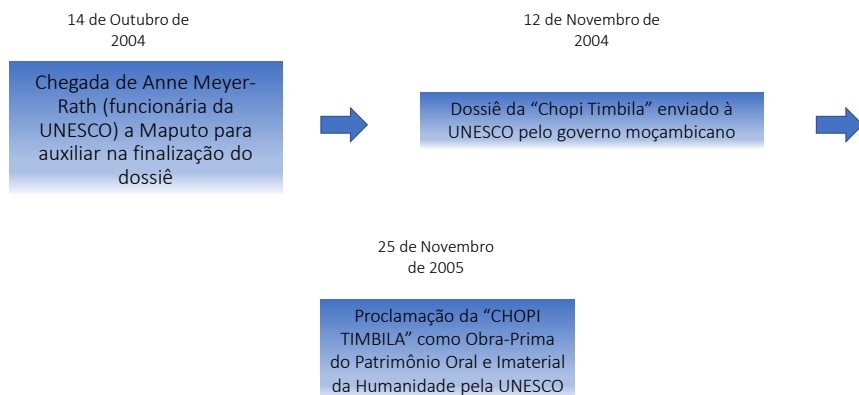 14 de Outubro de
2004
Chegada de Anne Meyer-
Rath (funcionária da
UNESCO) a Maputo para
auxiliar na finalização do
dossiê
12 de Novembro de
2004
Dossiê da “Chopi Timbila” enviado à
UNESCO pelo governo moçambicano
25 de Novembro
de 2005
Proclamação da “CHOPI
TIMBILA” como Obra-Prima
do Patrimônio Oral e Imaterial
da Humanidade pela UNESCO